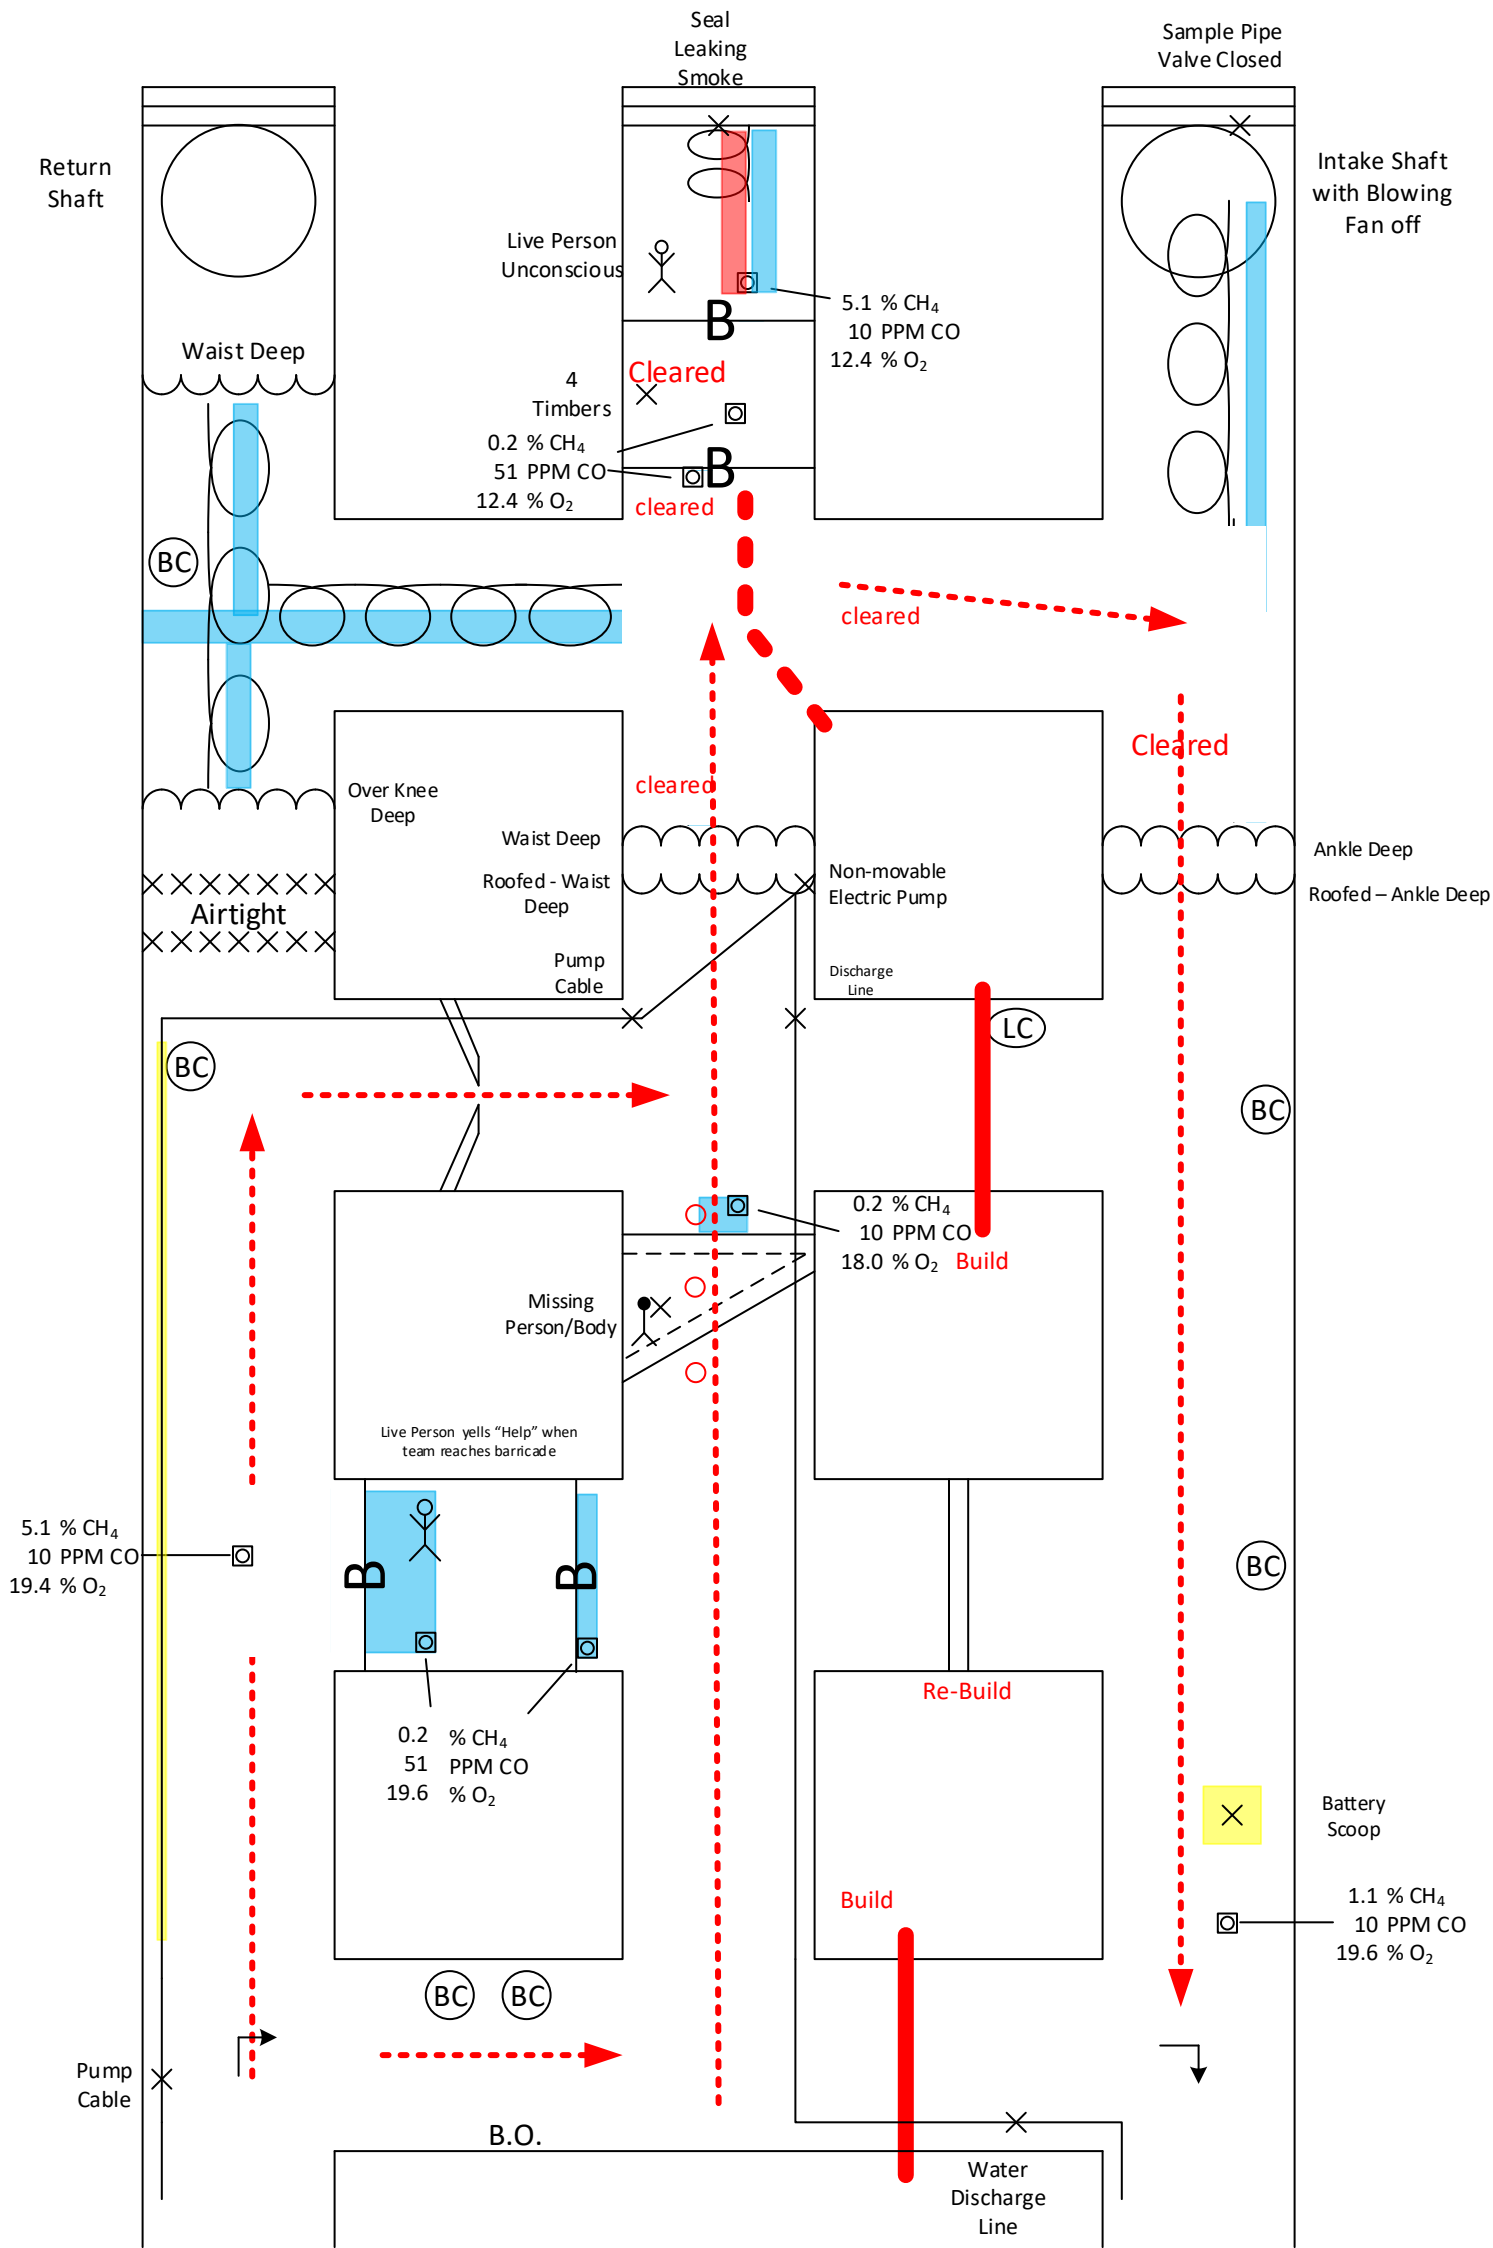 Seal
Leaking
Smoke
Sample Pipe
Valve Closed
Return
Shaft
Intake Shaft
with Blowing
Fan off
Live Person
Unconscious
5.1 % CH₄
10 PPM CO
12.4 % O₂
B
Waist Deep
Cleared
4
Timbers
0.2 % CH₄
51 PPM CO
12.4 % O₂
B
cleared
BC
cleared
Cleared
cleared
Over Knee
Deep
Waist Deep
Roofed - Waist
Deep
Non-movable
Electric Pump
Ankle Deep
Roofed – Ankle Deep
Airtight
Pump
Cable
Discharge
Line
LC
BC
BC
0.2 % CH₄
10 PPM CO
18.0 % O₂
Build
Missing
Person/Body
Live Person yells “Help” when
team reaches barricade
5.1 % CH₄
10 PPM CO
19.4 % O₂
B
B
BC
Re-Build
0.2 % CH₄
51 PPM CO
19.6 % O₂
Battery
Scoop
Build
1.1 % CH₄
10 PPM CO
19.6 % O₂
BC
BC
Pump
Cable
B.O.
Water
Discharge
Line